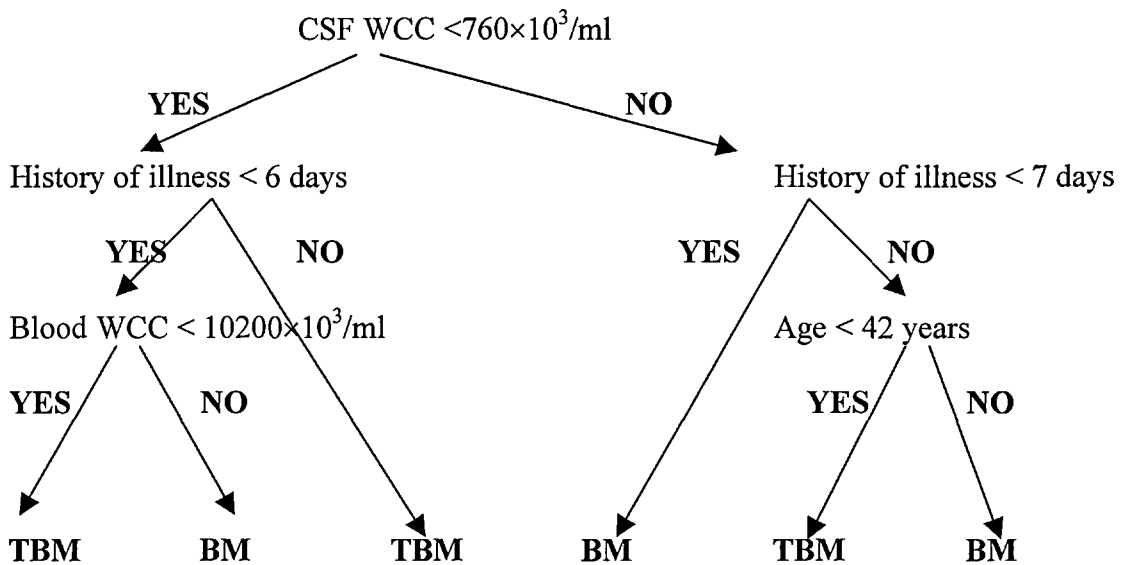 CSF WCC <760×10³/ml
YES NO
History of illness < 6 days History of illness < 7 days
YES NO YES NO
Blood WCC < 10200×10³/ml Age < 42 years
YES NO YES NO
TBM BM TBM BM TBM BM